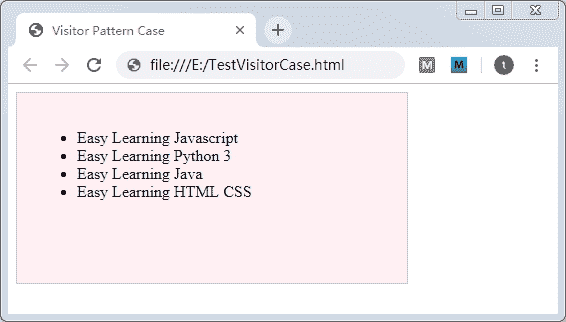 Visitor Pattern Case
file:///E:/TestVisitorCase.html
M
M
t
Easy Learning Javascript
Easy Learning Python 3
Easy Learning Java
Easy Learning HTML CSS